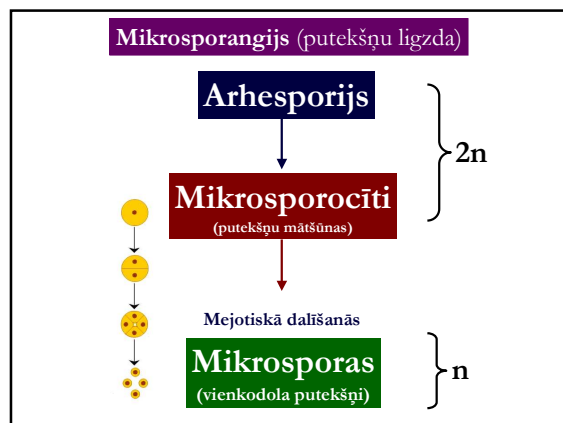 Mikrosporangijs (putekšņu ligzda)
Arhesporijs
2n
Mikrosporocīti
(putekšņu mātšūnas)
Mejotiskā dalīšanās
Mikrosporas
(vienkodola putekšņi)
n